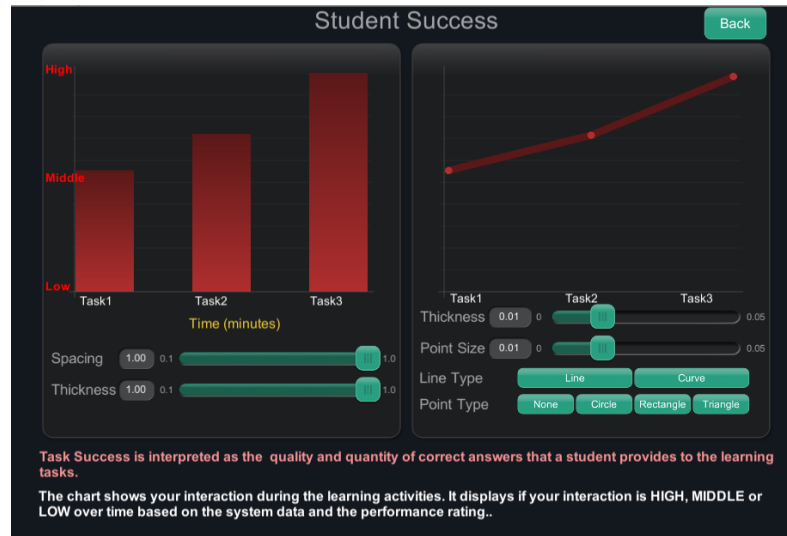 Student Success
Back
High
Middle
Low
Task1 Task2 Task3
Time (minutes)
Spacing 1.00 0.1 1.0
Thickness 1.00 0.1 1.0
Task1 Task2 Task3
Thickness 0.01 0 0.05
Point Size 0.01 0 0.05
Line Type Line Curve
Point Type None Circle Rectangle Triangle
Task Success is interpreted as the quality and quantity of correct answers that a student provides to the learning
tasks.
The chart shows your interaction during the learning activities. It displays if your interaction is HIGH, MIDDLE or
LOW over time based on the system data and the performance rating..